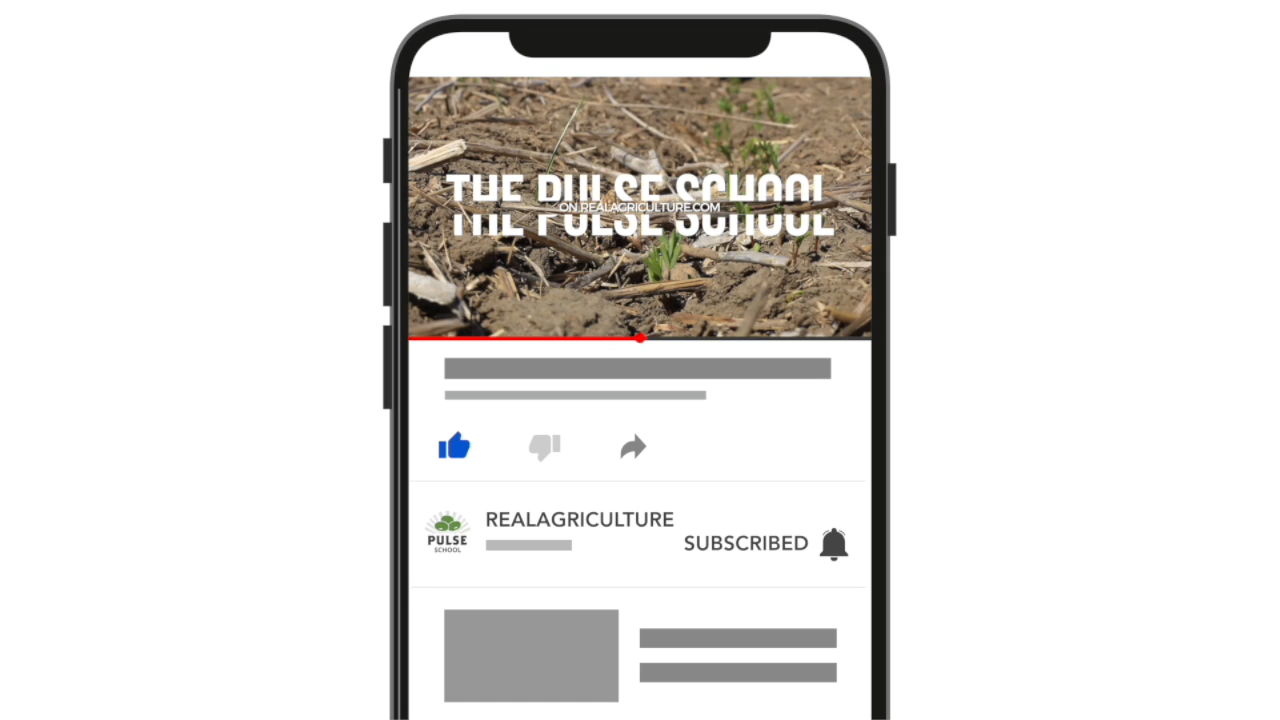 THE PULSE SCHOOL
ON REALAGRICULTURE.COM
PULSE
SCHOOL
REALAGRICULTURE
SUBSCRIBED